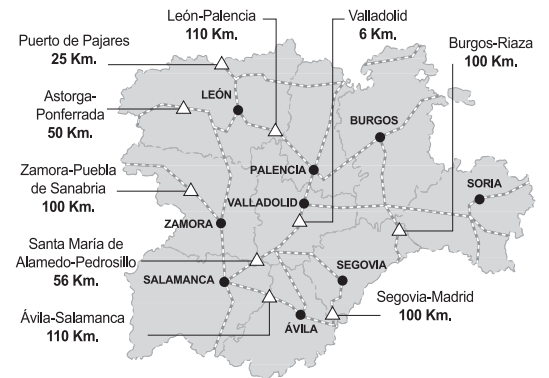 León-Palencia
110 Km.
Valladolid
6 Km.
Puerto de Pajares
25 Km.
Burgos-Riaza
100 Km.
Astorga-
Ponferrada
50 Km.
Zamora-Puebla
de Sanabria
100 Km.
Santa María de
Alamedo-Pedrosillo
56 Km.
Ávila-Salamanca
110 Km.
Segovia-Madrid
100 Km.
LEÓN
BURGOS
PALENCIA
VALLADOLID
SORIA
ZAMORA
SALAMANCA
SEGOVIA
ÁVILA